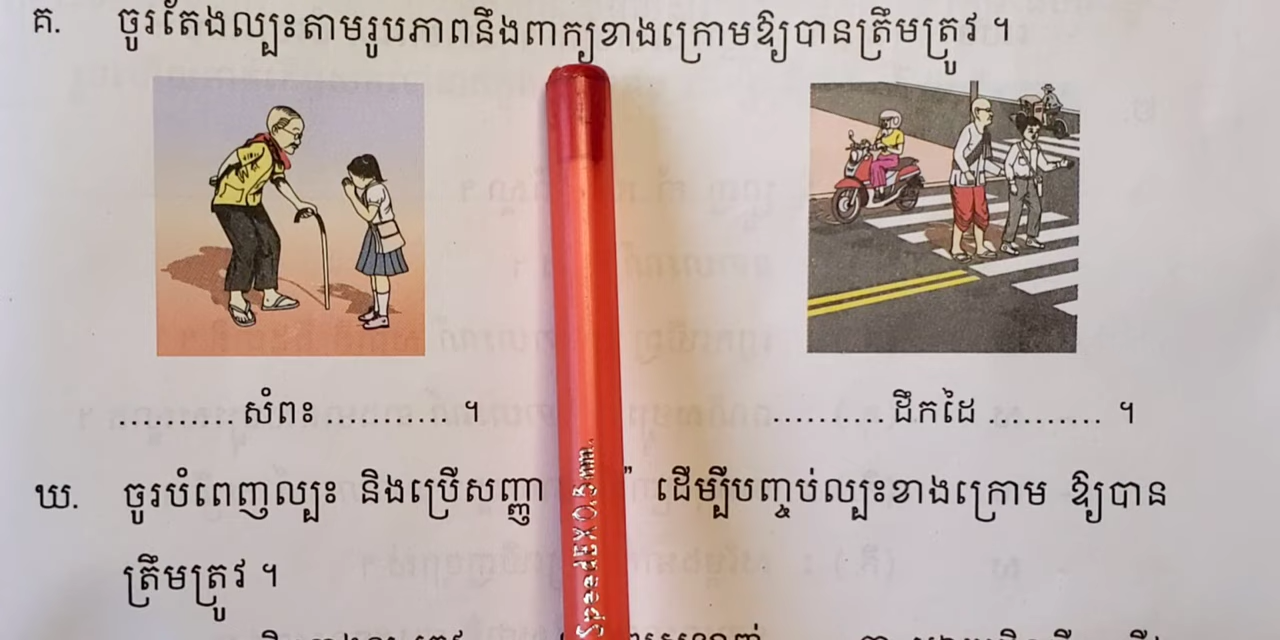 គ. ចូរតែងល្បះតាមរូបភាពនឹងពាក្យខាងក្រោមឱ្យបានត្រឹមត្រូវ ។
..........សំពះ ........... ។
.......... ដឹកដៃ .......... ។
ឃ. ចូរបំពេញល្បះ និងប្រើសញ្ញា ” ដើម្បីបញ្ចប់ល្បះខាងក្រោម ឱ្យបាន
ត្រឹមត្រូវ ។